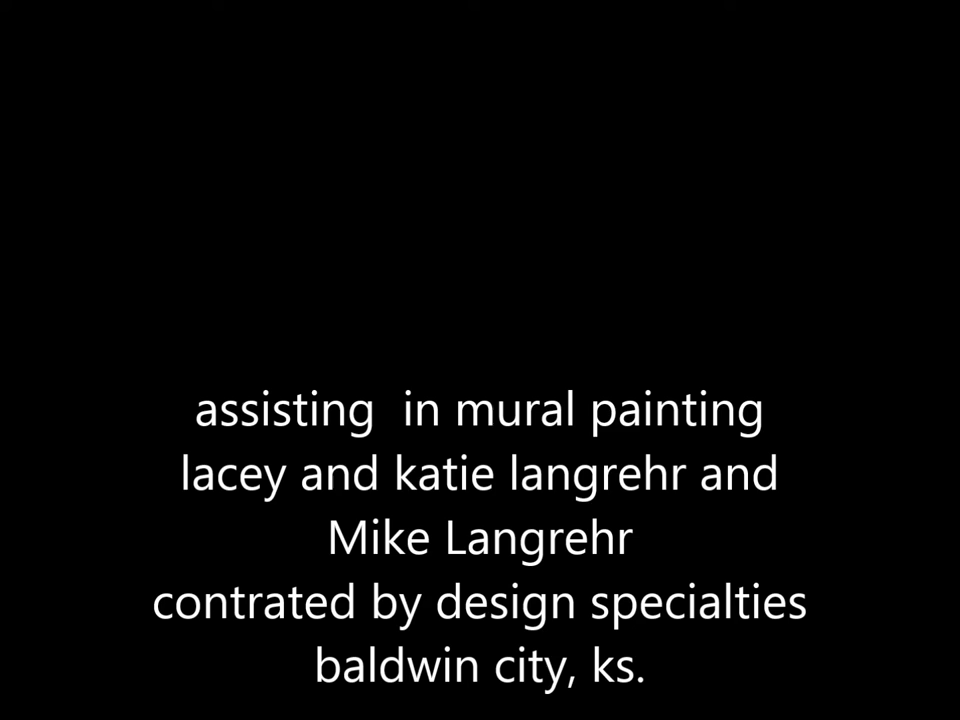 assisting  in mural painting
lacey and katie langrehr and
Mike Langrehr
contrated by design specialties
baldwin city, ks.